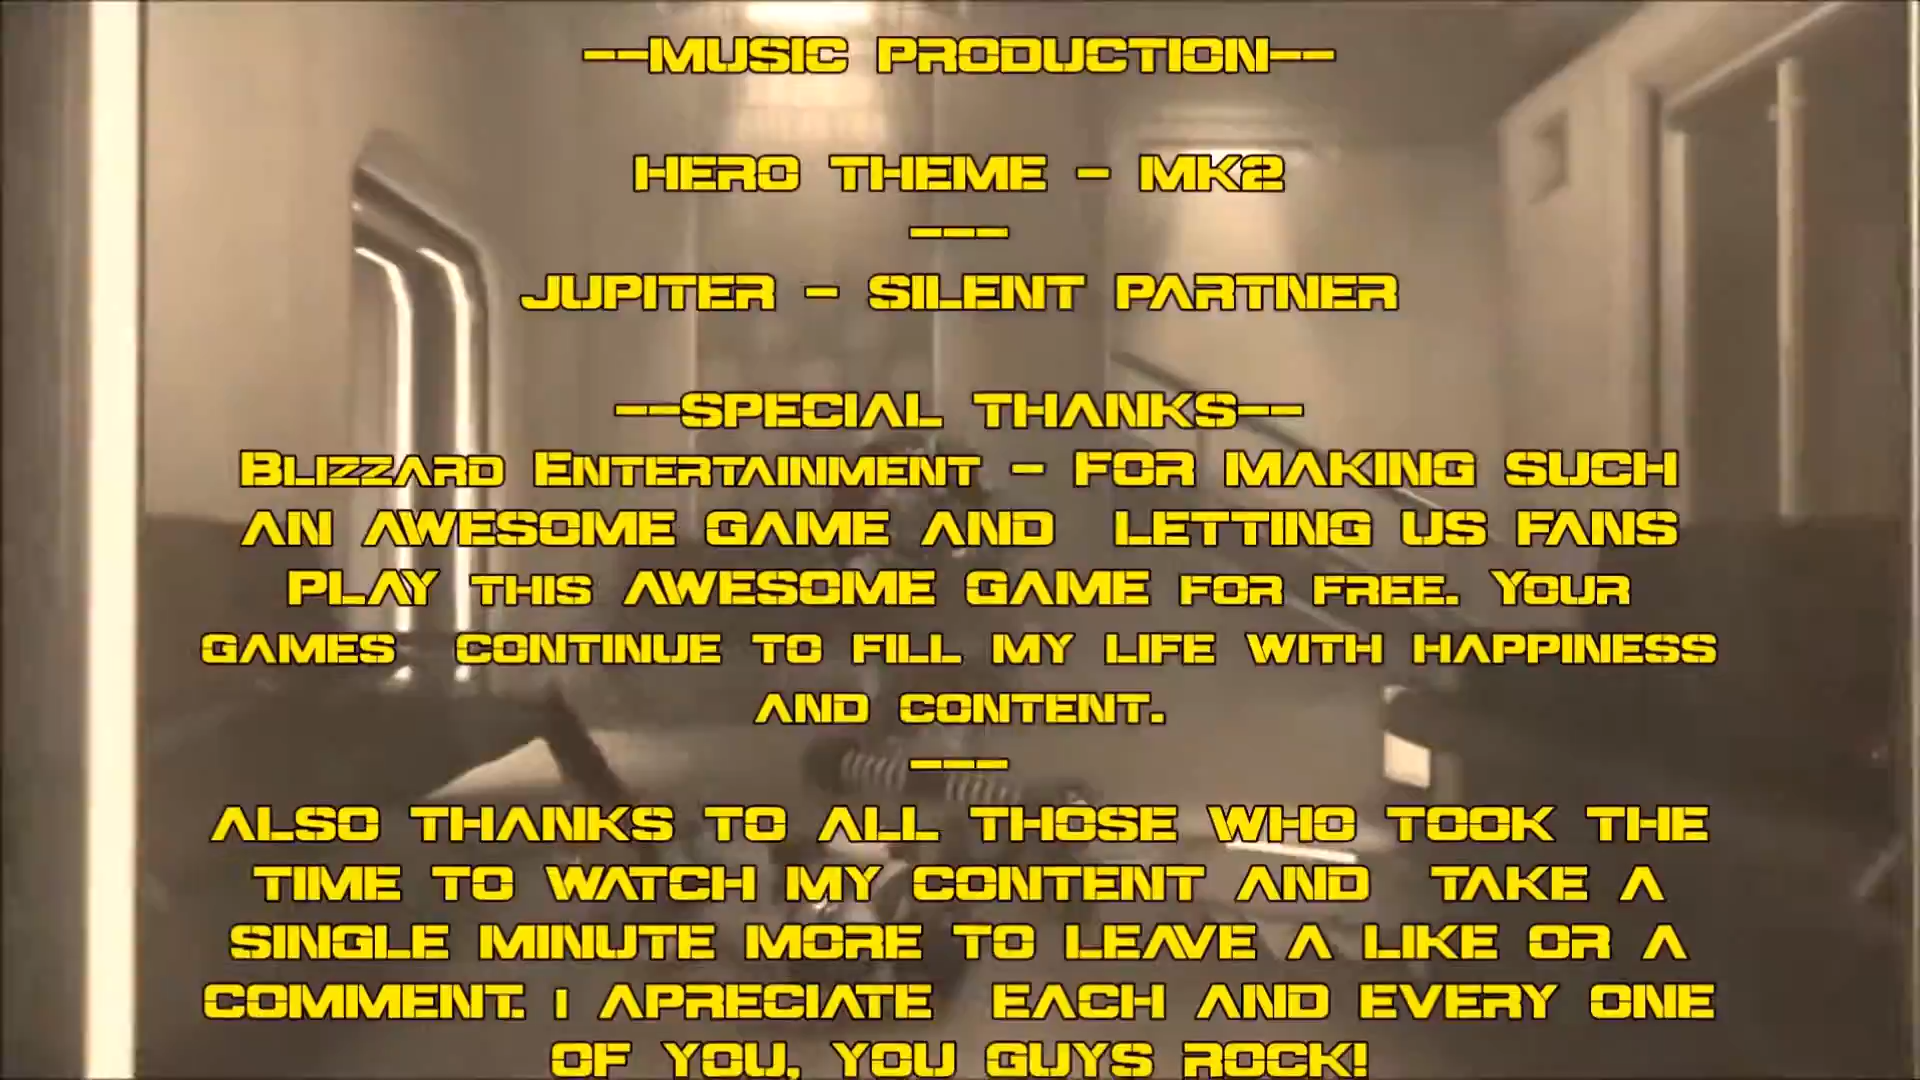 --MUSIC PRODUCTION--
HERO THEME - MK2
---
JUPITER - SILENT PARTNER
--SPECIAL THANKS--
BLIZZARD ENTERTAINMENT - FOR MAKING SUCH
AN AWESOME GAME AND LETTING US FANS
PLAY THIS AWESOME GAME FOR FREE. YOUR
GAMES CONTINUE TO FILL MY LIFE WITH HAPPINESS
AND CONTENT.
---
ALSO THANKS TO ALL THOSE WHO TOOK THE
TIME TO WATCH MY CONTENT AND TAKE A
SINGLE MINUTE MORE TO LEAVE A LIKE OR A
COMMENT. I APRECIATE EACH AND EVERY ONE
OF YOU, YOU GUYS ROCK!